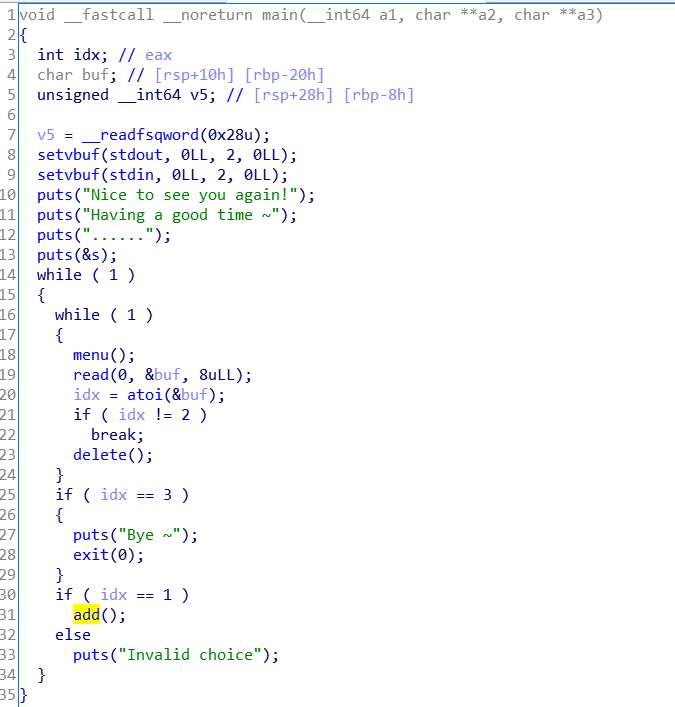 1 void __fastcall __noreturn main(__int64 a1, char **a2, char **a3)
2 {
3   int idx; // eax
4   char buf; // [rsp+10h] [rbp-20h]
5   unsigned __int64 v5; // [rsp+28h] [rbp-8h]
6
7   v5 = __readfsqword(0x28u);
8   setvbuf(stdout, 0LL, 2, 0LL);
9   setvbuf(stdin, 0LL, 2, 0LL);
10   puts("Nice to see you again!");
11   puts("Having a good time ~");
12   puts("......");
13   puts(&s);
14   while ( 1 )
15   {
16     while ( 1 )
17     {
18       menu();
19       read(0, &buf, 8uLL);
20       idx = atoi(&buf);
21       if ( idx != 2 )
22         break;
23       delete();
24     }
25     if ( idx == 3 )
26     {
27       puts("Bye ~");
28       exit(0);
29     }
30     if ( idx == 1 )
31       add();
32     else
33       puts("Invalid choice");
34   }
35 }